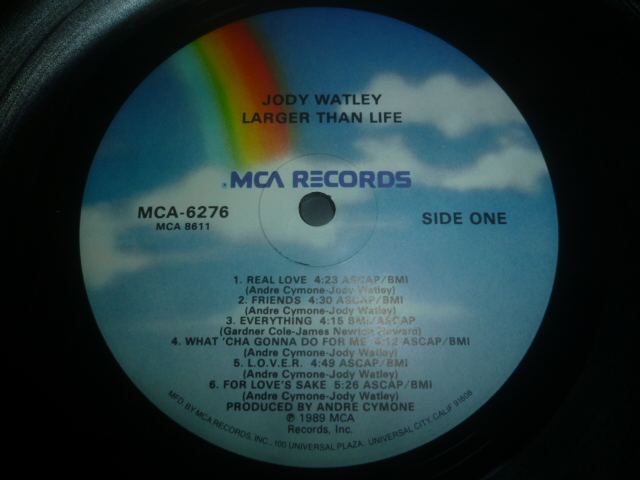 JODY WATLEY
LARGER THAN LIFE
MCA RECORDS
MCA-6276
MCA 8611
SIDE ONE
1. REAL LOVE 4:23 ASCAP/BMI
(Andre Cymone-Jody Watley)
2. FRIENDS 4:30 ASCAP/BMI
(Andre Cymone-Jody Watley)
3. EVERYTHING 4:15 BMI/ASCAP
(Gardner Cole-James Newton Howard)
4. WHAT 'CHA GONNA DO FOR ME 4:12 ASCAP/BMI
(Andre Cymone-Jody Watley)
5. L.O.V.E.R. 4:49 ASCAP/BMI
(Andre Cymone-Jody Watley)
6. FOR LOVE'S SAKE 5:26 ASCAP/BMI
(Andre Cymone-Jody Watley)
PRODUCED BY ANDRE CYMONE
℗ 1989 MCA
Records, Inc.
MFD. BY MCA RECORDS, INC., 100 UNIVERSAL PLAZA, UNIVERSAL CITY, CALIF. 91608